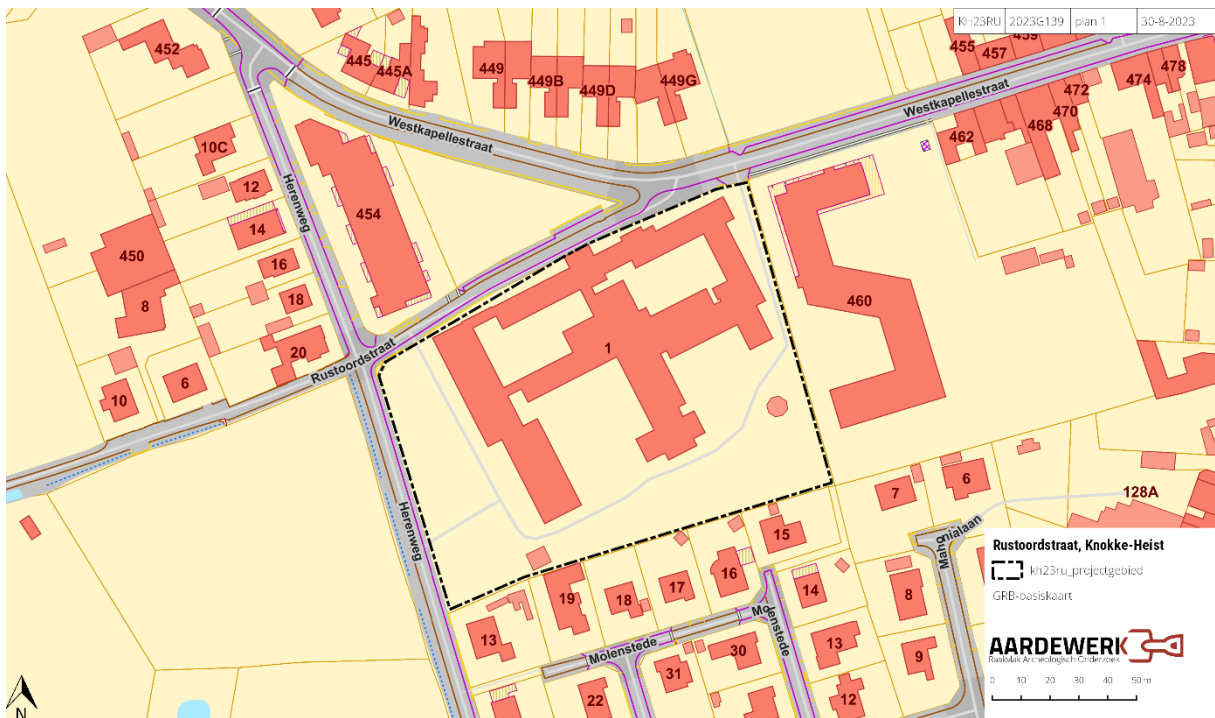 KH23RU 2023G139 plan 1 30-8-2023
452
445
445A
449
449B
449D
449G
455
457
459
474
478
472
470
468
462
Westkapellestraat
Westkapellestraat
10C
12
14
16
18
20
450
8
454
Herenweg
460
1
Rustoordstraat
10
6
Herenweg
7
6
128A
Mahonialaan
15
16
17
18
19
13
14
8
9
13
12
Molenstede
Molenstede
30
31
22
Rustoordstraat, Knokke-Heist
kh23ru_projectgebied
GRB-basiskaart
AARDEWERK
Raakvlak Archeologisch Onderzoek
0 10 20 30 40 50 m
N